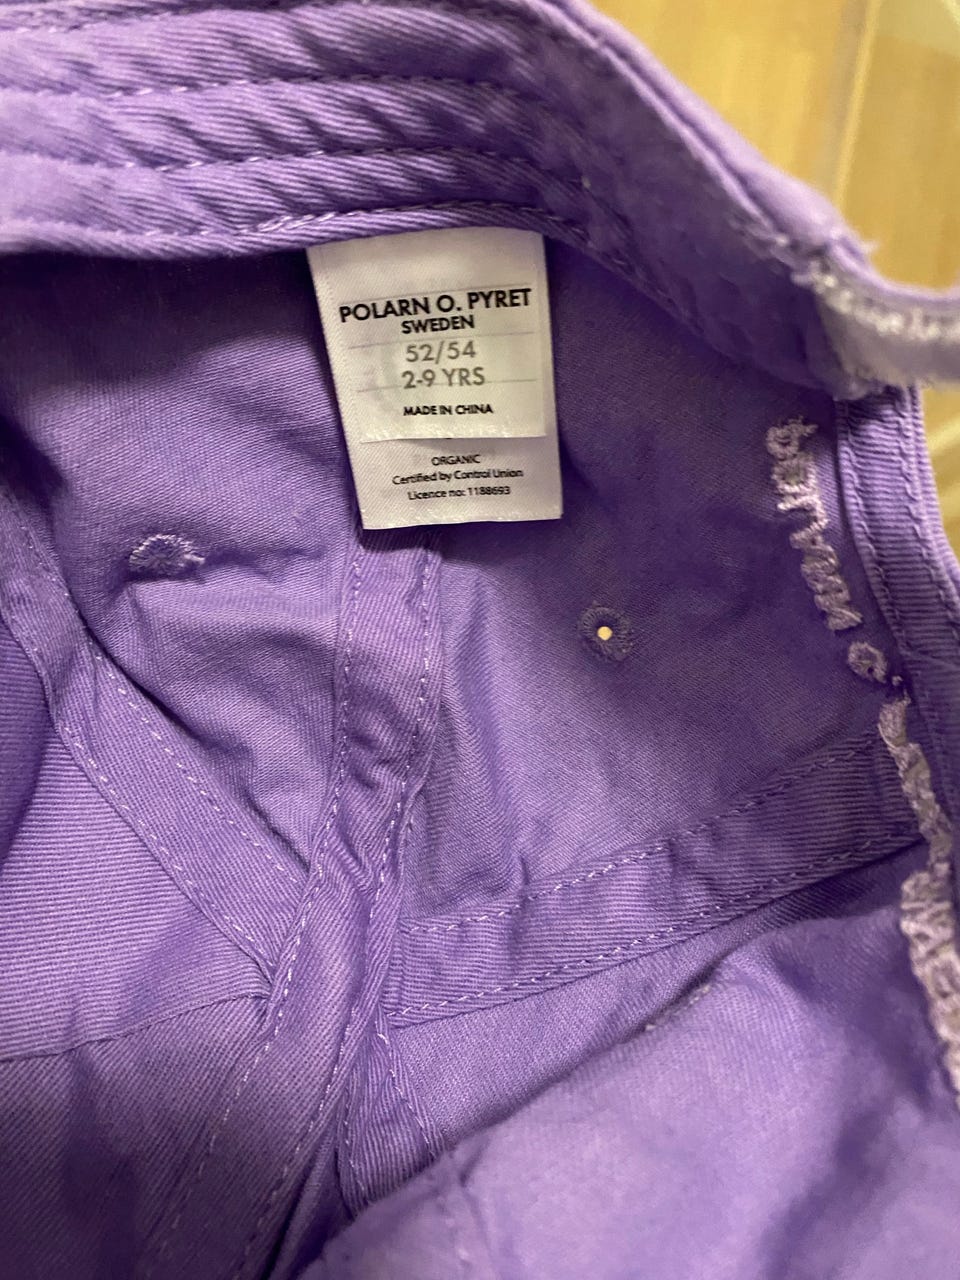 POLARN O. PYRET
SWEDEN
52/54
2-9 YRS
MADE IN CHINA
ORGANIC
Certified by Control Union
Licence no: 1188693